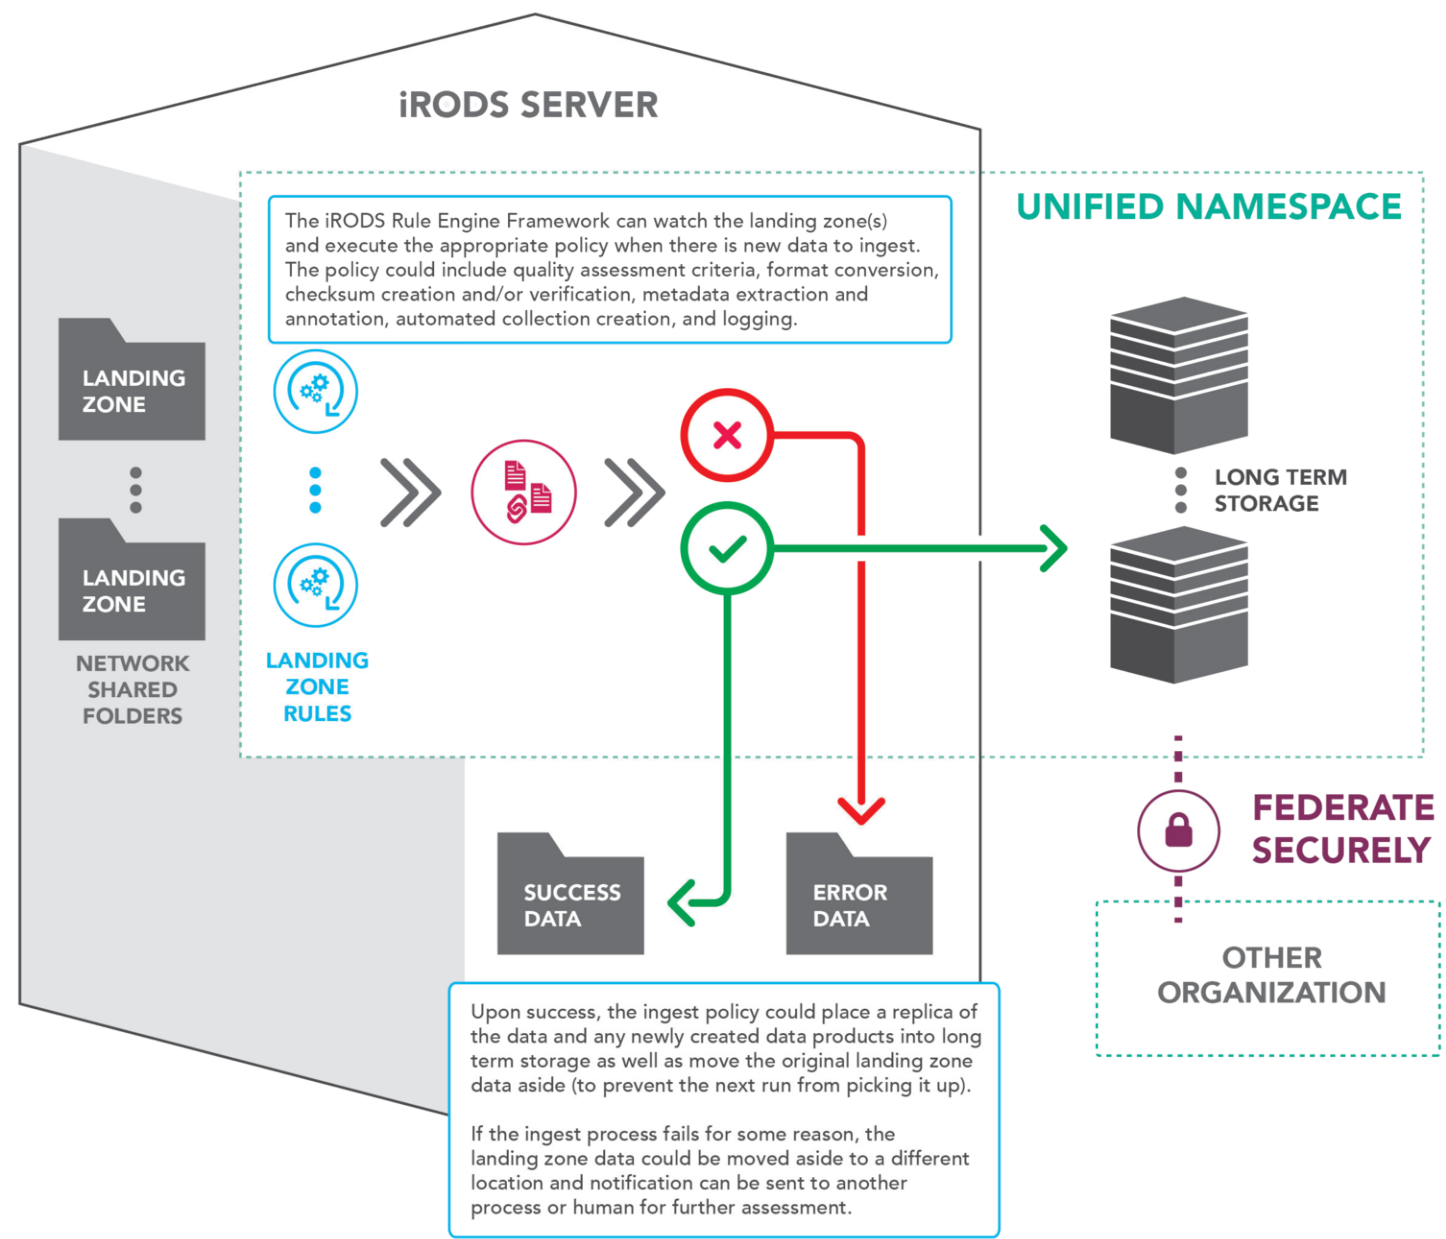 iRODS SERVER
UNIFIED NAMESPACE
The iRODS Rule Engine Framework can watch the landing zone(s)
and execute the appropriate policy when there is new data to ingest.
The policy could include quality assessment criteria, format conversion,
checksum creation and/or verification, metadata extraction and
annotation, automated collection creation, and logging.
LANDING
ZONE
LANDING
ZONE
NETWORK
SHARED
FOLDERS
LANDING
ZONE
RULES
LONG TERM
STORAGE
FEDERATE
SECURELY
SUCCESS
DATA
ERROR
DATA
OTHER
ORGANIZATION
Upon success, the ingest policy could place a replica of
the data and any newly created data products into long
term storage as well as move the original landing zone
data aside (to prevent the next run from picking it up).
If the ingest process fails for some reason, the
landing zone data could be moved aside to a different
location and notification can be sent to another
process or human for further assessment.